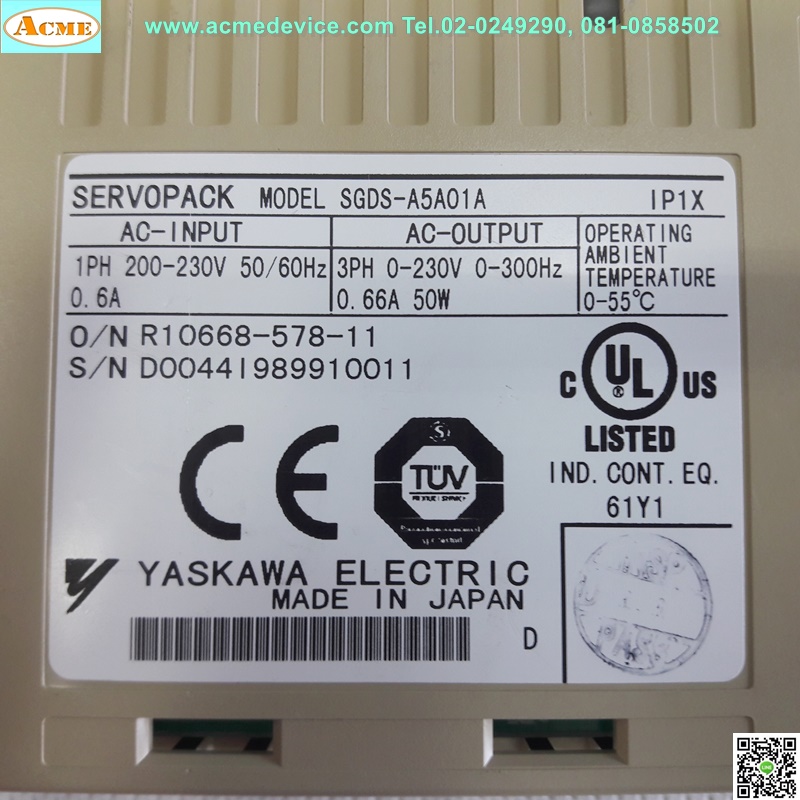 ACME
www.acmedevice.com Tel.02-0249290, 081-0858502
SERVOPACK MODEL SGDS-A5A01A IP1X
AC-INPUT
1PH 200-230V 50/60Hz
0.6A
AC-OUTPUT
3PH 0-230V 0-300Hz
0.66A 50W
OPERATING
AMBIENT
TEMPERATURE
0-55℃
O/N R10668-578-11
S/N D0044I989910011
CE
S
TÜV
C UL ® US
LISTED
IND. CONT. EQ.
61Y1
YASKAWA ELECTRIC
MADE IN JAPAN
D
LINE